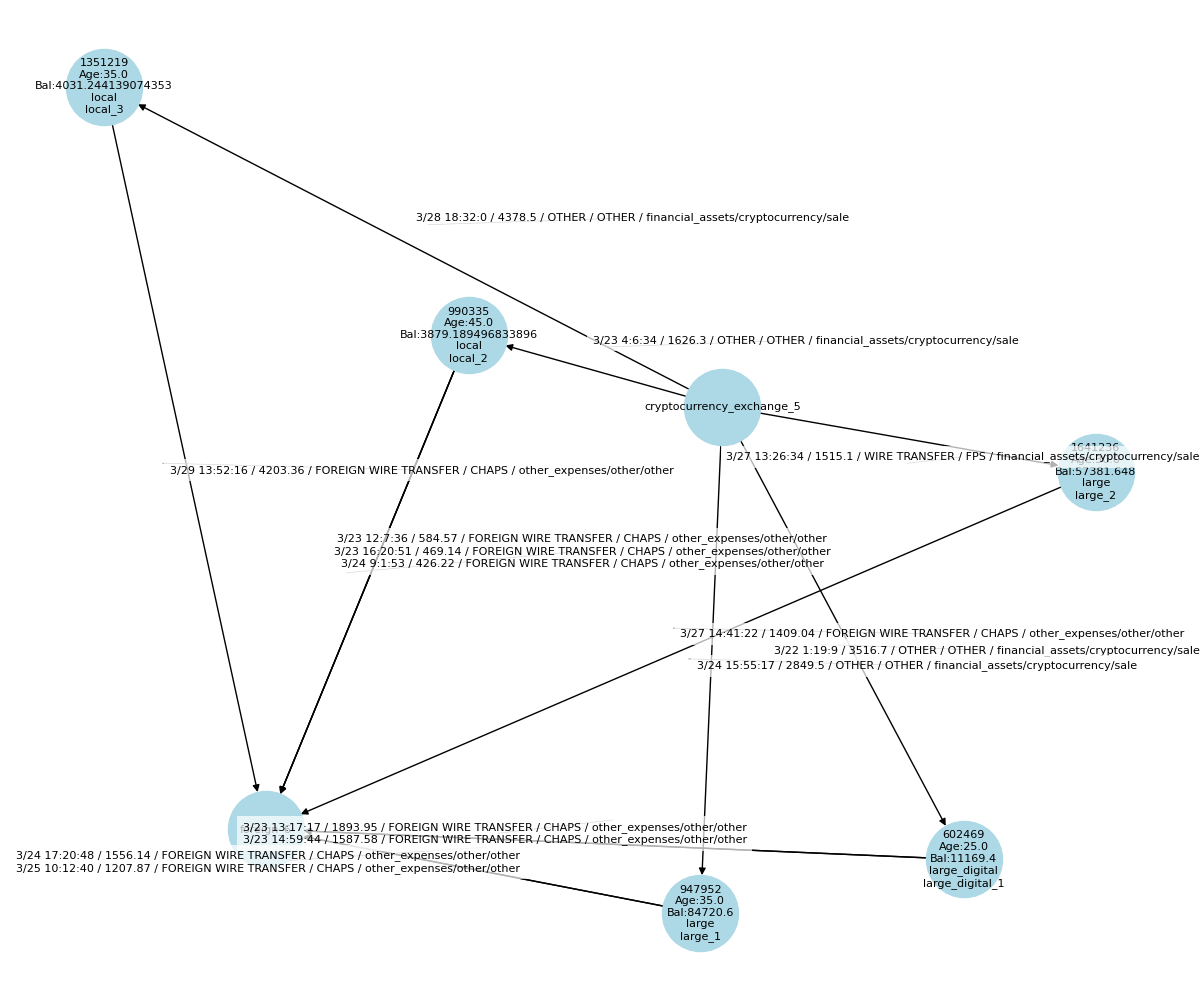 1351219
Age:35.0
Bal:4031.244139074353
local
local_3
3/28 18:32:0 / 4378.5 / OTHER / OTHER / financial_assets/cryptocurrency/sale
990335
Age:45.0
Bal:3879.189496833896
local
local_2
3/23 4:6:34 / 1626.3 / OTHER / OTHER / financial_assets/cryptocurrency/sale
cryptocurrency_exchange_5
1641236
3/27 13:26:34 / 1515.1 / WIRE TRANSFER / FPS / financial_assets/cryptocurrency/sale
Bal:57381.648
large
large_2
3/29 13:52:16 / 4203.36 / FOREIGN WIRE TRANSFER / CHAPS / other_expenses/other/other
3/23 12:7:36 / 584.57 / FOREIGN WIRE TRANSFER / CHAPS / other_expenses/other/other
3/23 16:20:51 / 469.14 / FOREIGN WIRE TRANSFER / CHAPS / other_expenses/other/other
3/24 9:1:53 / 426.22 / FOREIGN WIRE TRANSFER / CHAPS / other_expenses/other/other
3/27 14:41:22 / 1409.04 / FOREIGN WIRE TRANSFER / CHAPS / other_expenses/other/other
3/22 1:19:9 / 3516.7 / OTHER / OTHER / financial_assets/cryptocurrency/sale
3/24 15:55:17 / 2849.5 / OTHER / OTHER / financial_assets/cryptocurrency/sale
3/23 13:17:17 / 1893.95 / FOREIGN WIRE TRANSFER / CHAPS / other_expenses/other/other
3/23 14:59:44 / 1587.58 / FOREIGN WIRE TRANSFER / CHAPS / other_expenses/other/other
3/24 17:20:48 / 1556.14 / FOREIGN WIRE TRANSFER / CHAPS / other_expenses/other/other
3/25 10:12:40 / 1207.87 / FOREIGN WIRE TRANSFER / CHAPS / other_expenses/other/other
602469
Age:25.0
Bal:11169.4
large_digital
large_digital_1
947952
Age:35.0
Bal:84720.6
large
large_1